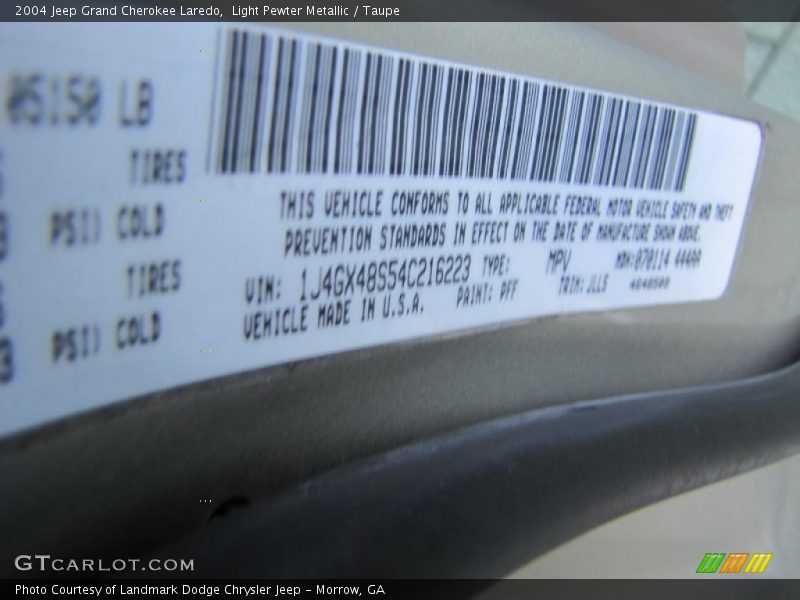 2004 Jeep Grand Cherokee Laredo, Light Pewter Metallic / Taupe
05150 LB
TIRES
PSI) COLD
TIRES
PSI) COLD
THIS VEHICLE CONFORMS TO ALL APPLICABLE FEDERAL MOTOR VEHICLE SAFETY AND THEFT
PREVENTION STANDARDS IN EFFECT ON THE DATE OF MANUFACTURE SHOWN ABOVE.
VIN: 1J4GX48S54C216223 TYPE: MPV MDH:070114
VEHICLE MADE IN U.S.A. PAINT: PFF TRIM:JLL5
GTCARLOT.COM
Photo Courtesy of Landmark Dodge Chrysler Jeep - Morrow, GA